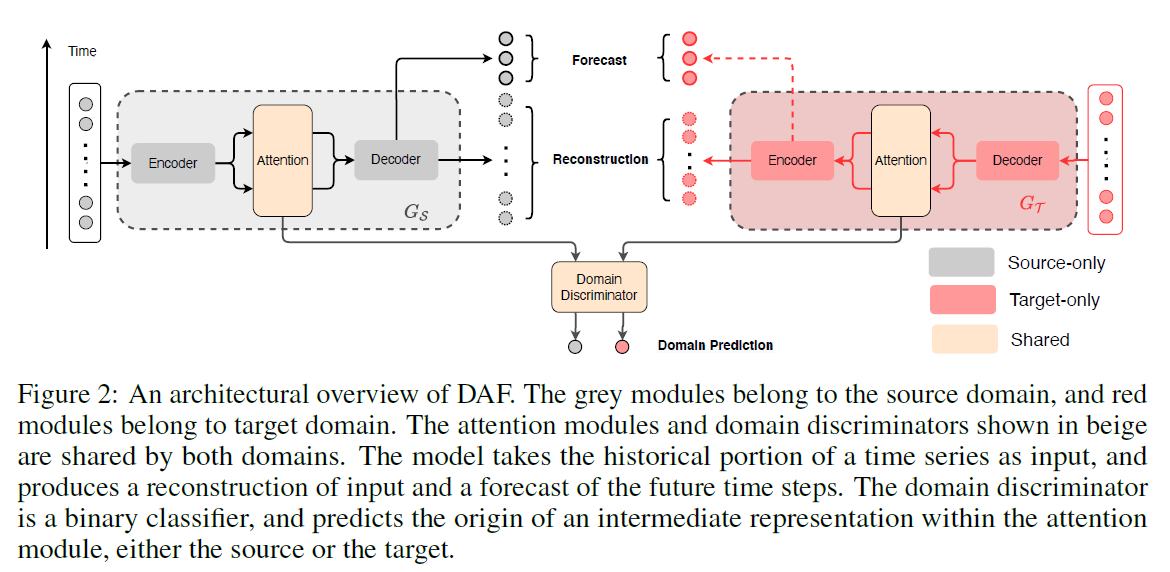 Time
Forecast
Encoder
Attention
Decoder
Reconstruction
Encoder
Attention
Decoder
G_S
G_T
Domain
Discriminator
Source-only
Target-only
Shared
Domain Prediction
Figure 2: An architectural overview of DAF. The grey modules belong to the source domain, and red
modules belong to target domain. The attention modules and domain discriminators shown in beige
are shared by both domains. The model takes the historical portion of a time series as input, and
produces a reconstruction of input and a forecast of the future time steps. The domain discriminator
is a binary classifier, and predicts the origin of an intermediate representation within the attention
module, either the source or the target.